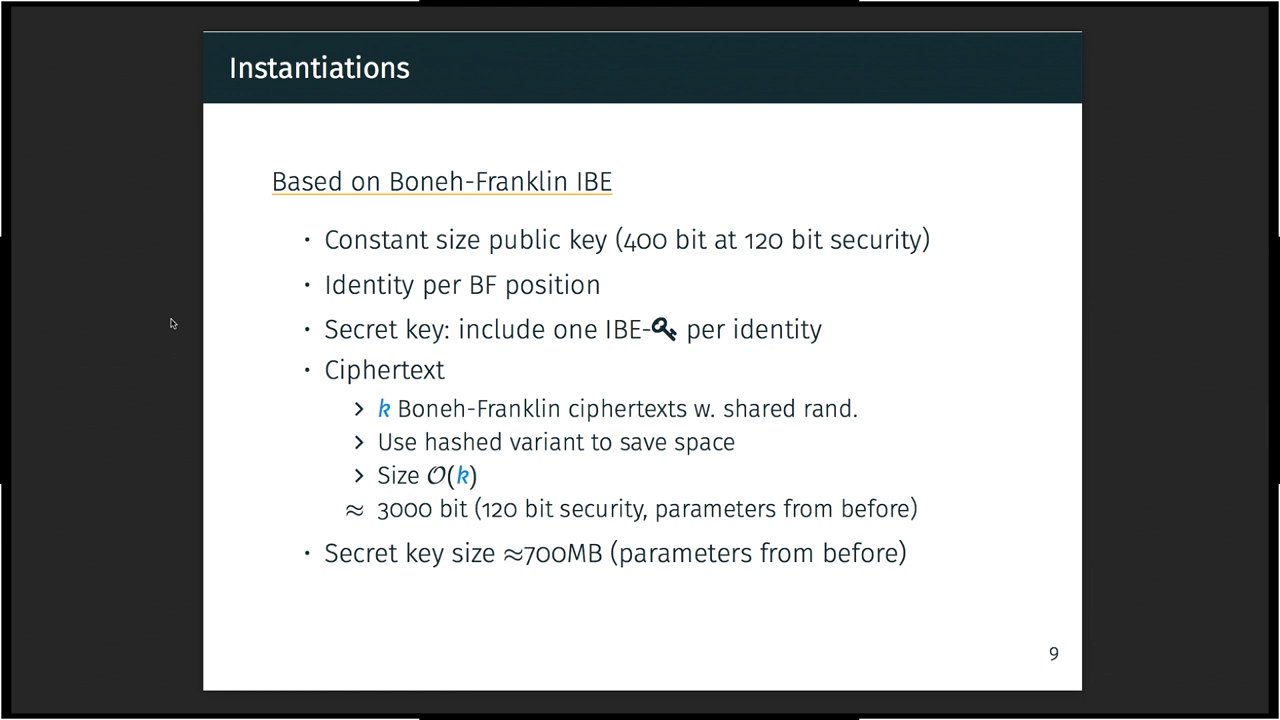 Instantiations
Based on Boneh-Franklin IBE
• Constant size public key (400 bit at 120 bit security)
• Identity per BF position
• Secret key: include one IBE- per identity
• Ciphertext
> k Boneh-Franklin ciphertexts w. shared rand.
> Use hashed variant to save space
> Size O(k)
≈ 3000 bit (120 bit security, parameters from before)
• Secret key size ≈700MB (parameters from before)
9